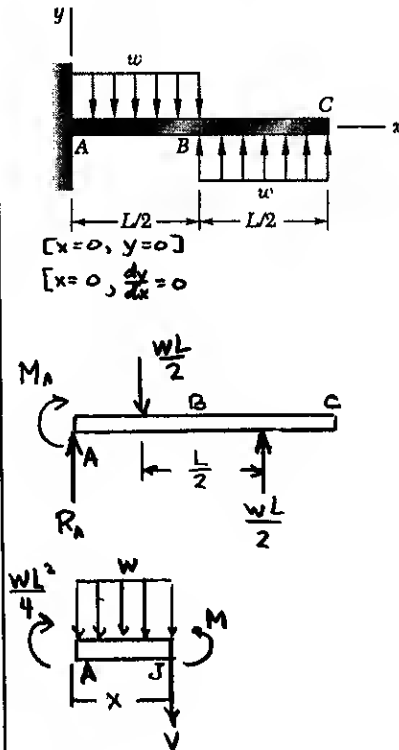 y
w
C
A B x
w
L/2 L/2
[x=0, y=0]
[x=0, dy/dx = 0
wL/2
M_A
B C
A
L/2
R_A
wL/2
wL²/4
w
M
A J
x
V